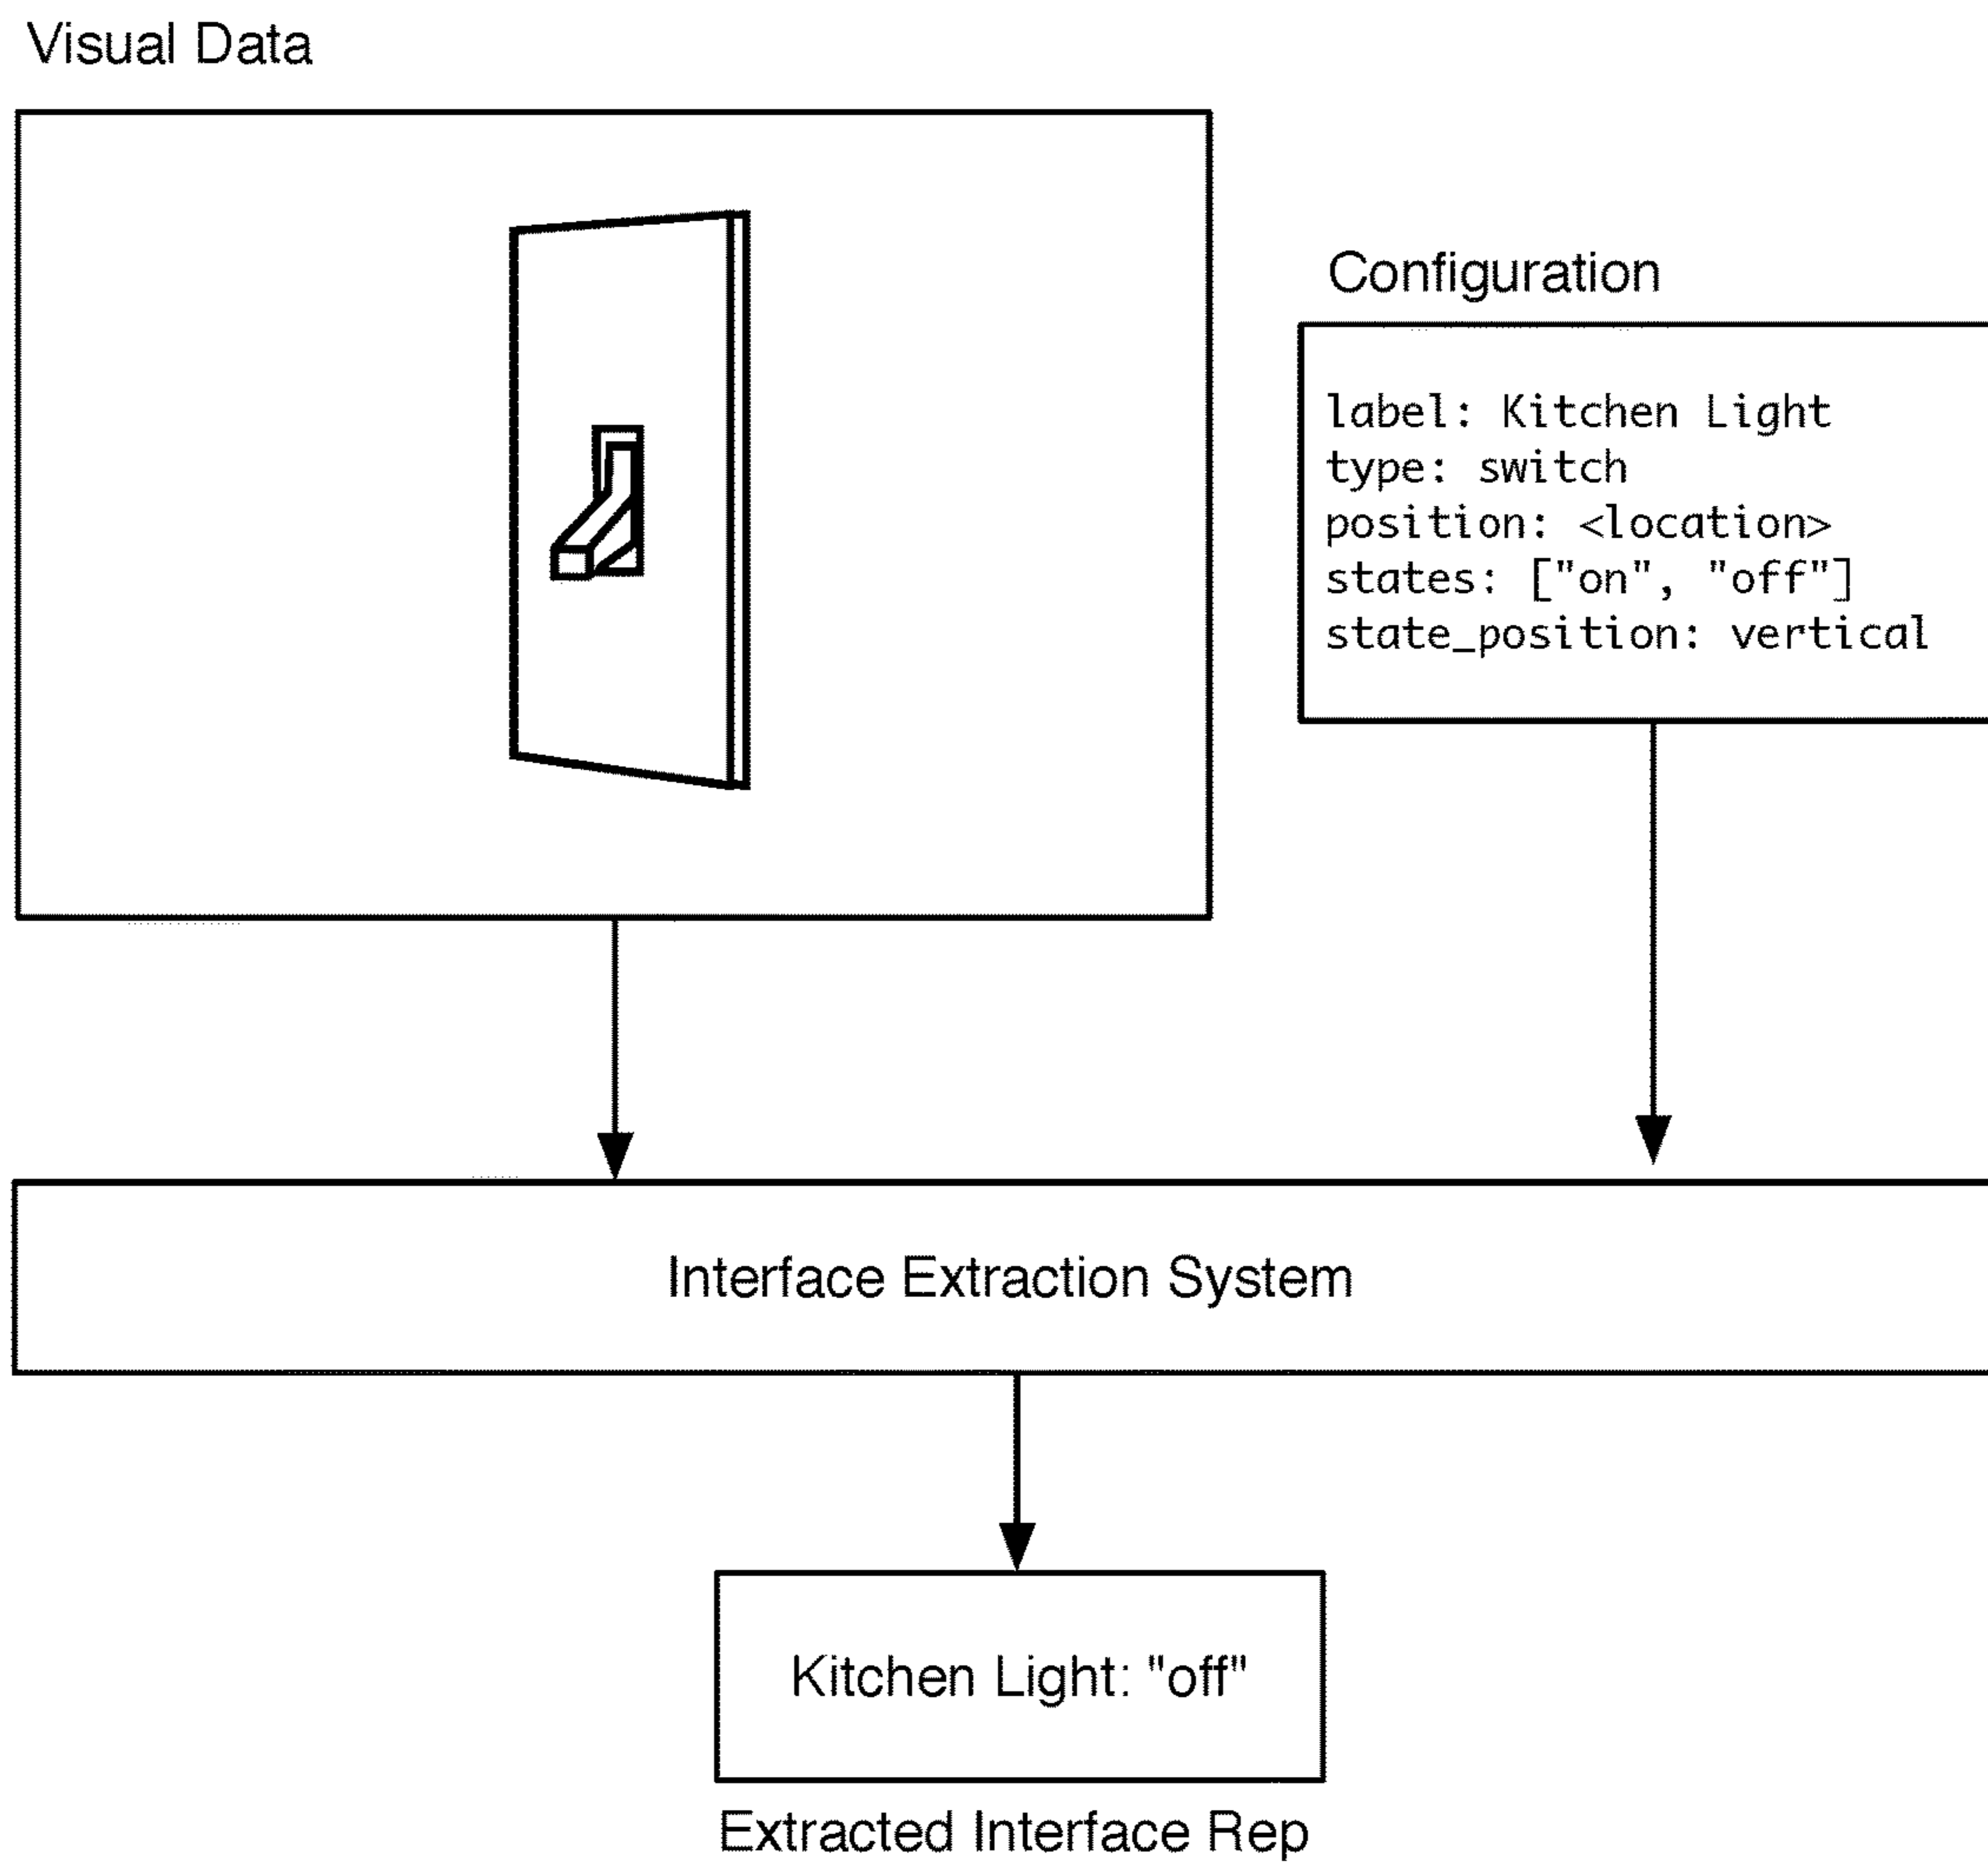 Visual Data
Configuration
label: Kitchen Light
type: switch
position: <location>
states: ["on", "off"]
state_position: vertical
Interface Extraction System
Kitchen Light: "off"
Extracted Interface Rep